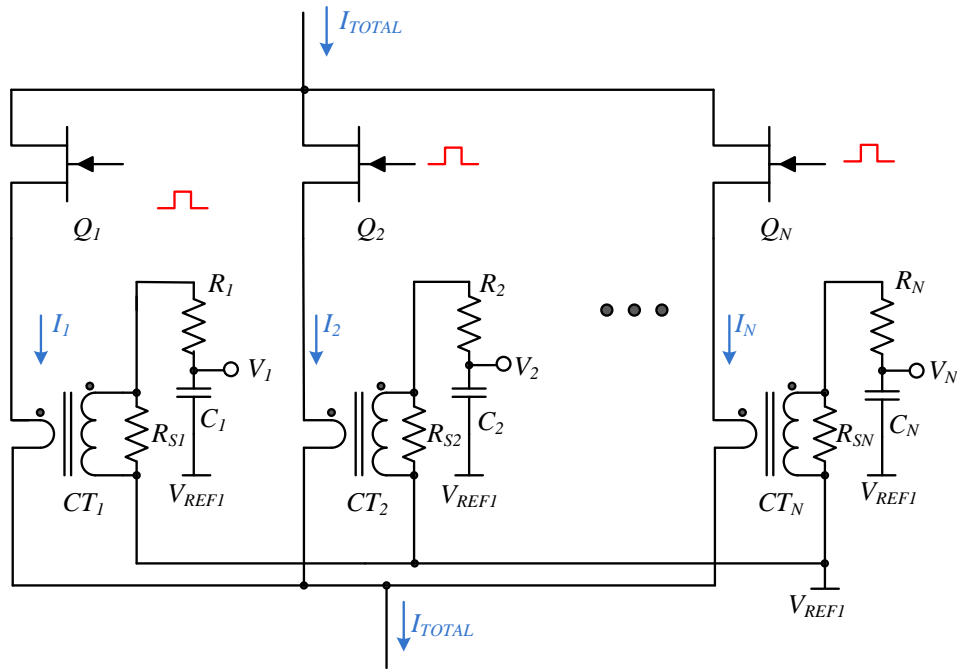 I_TOTAL
Q_1
Q_2
Q_N
R_1
R_2
R_N
I_1
I_2
I_N
V_1
V_2
V_N
R_S1
C_1
R_S2
C_2
R_SN
C_N
CT_1
V_REF1
CT_2
V_REF1
CT_N
V_REF1
V_REF1
I_TOTAL